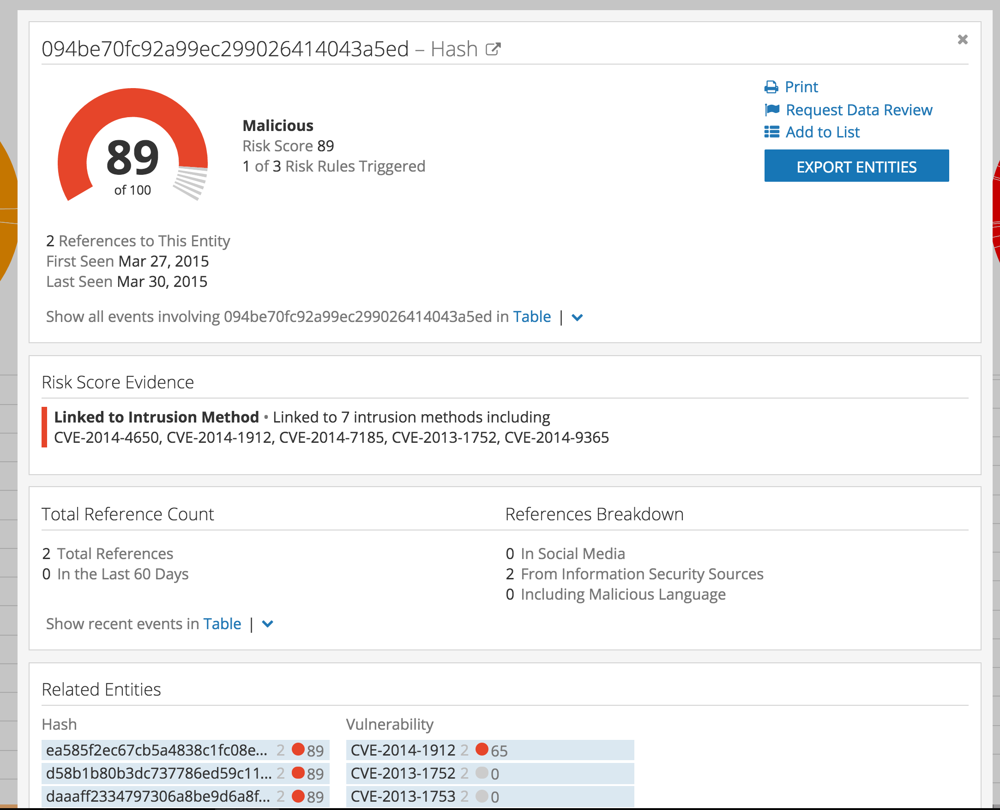 094be70fc92a99ec299026414043a5ed – Hash
89
of 100
Malicious
Risk Score 89
1 of 3 Risk Rules Triggered
Print
Request Data Review
Add to List
EXPORT ENTITIES
2 References to This Entity
First Seen Mar 27, 2015
Last Seen Mar 30, 2015
Show all events involving 094be70fc92a99ec299026414043a5ed in Table |
Risk Score Evidence
Linked to Intrusion Method • Linked to 7 intrusion methods including
CVE-2014-4650, CVE-2014-1912, CVE-2014-7185, CVE-2013-1752, CVE-2014-9365
Total Reference Count
2 Total References
0 In the Last 60 Days
Show recent events in Table |
References Breakdown
0 In Social Media
2 From Information Security Sources
0 Including Malicious Language
Related Entities
Hash
ea585f2ec67cb5a4838c1fc08e... 2 89
d58b1b80b3dc737786ed59c11... 2 89
daaaff2334797306a8be9d6a8f... 2 89
Vulnerability
CVE-2014-1912 2 65
CVE-2013-1752 2 0
CVE-2013-1753 2 0